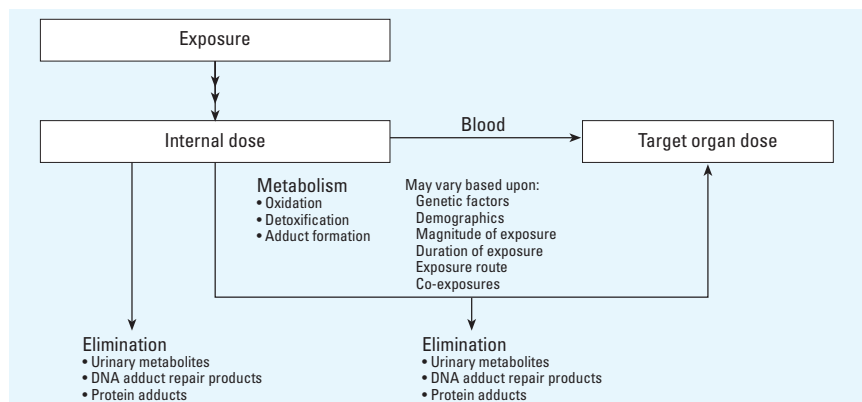 Exposure
Internal dose
Blood
Target organ dose
Metabolism
• Oxidation
• Detoxification
• Adduct formation
May vary based upon:
Genetic factors
Demographics
Magnitude of exposure
Duration of exposure
Exposure route
Co-exposures
Elimination
• Urinary metabolites
• DNA adduct repair products
• Protein adducts
Elimination
• Urinary metabolites
• DNA adduct repair products
• Protein adducts